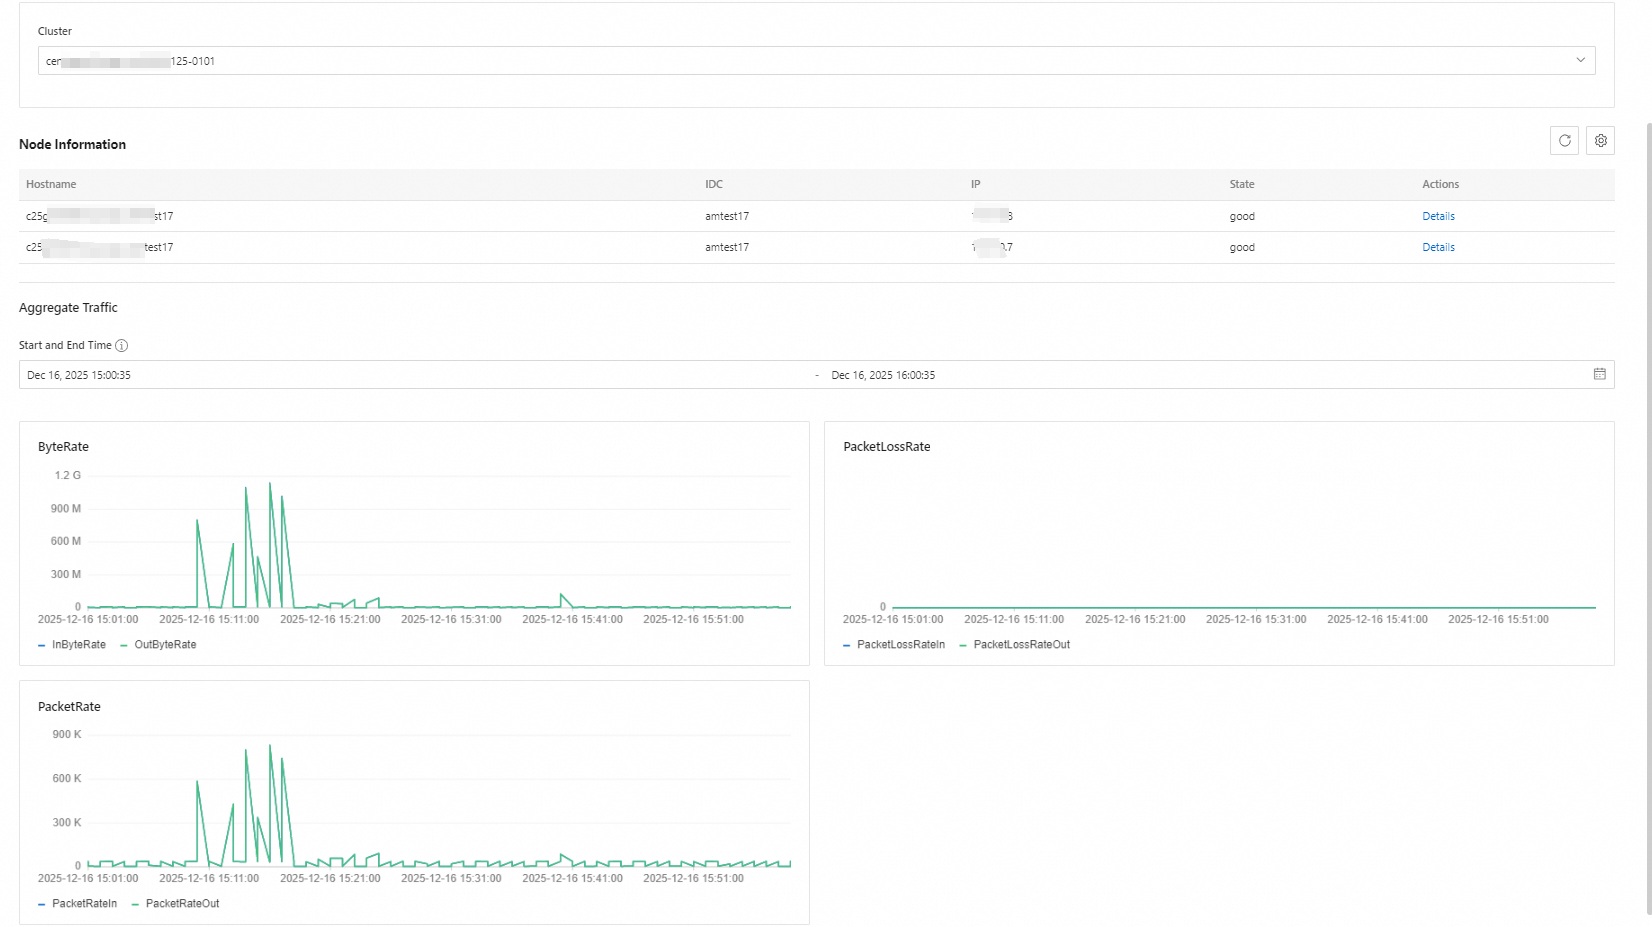 Cluster
125-0101
Node Information
Hostname IDC IP State Actions
st17 amtest17 good Details
test17 amtest17 good Details
Aggregate Traffic
Start and End Time
Dec 16, 2025 15:00:35 - Dec 16, 2025 16:00:35
ByteRate
1.2 G
900 M
600 M
300 M
0
2025-12-16 15:01:00 2025-12-16 15:11:00 2025-12-16 15:21:00 2025-12-16 15:31:00 2025-12-16 15:41:00 2025-12-16 15:51:00
InByteRate OutByteRate
PacketLossRate
0
2025-12-16 15:01:00 2025-12-16 15:11:00 2025-12-16 15:21:00 2025-12-16 15:31:00 2025-12-16 15:41:00 2025-12-16 15:51:00
PacketLossRateIn PacketLossRateOut
PacketRate
900 K
600 K
300 K
0
2025-12-16 15:01:00 2025-12-16 15:11:00 2025-12-16 15:21:00 2025-12-16 15:31:00 2025-12-16 15:41:00 2025-12-16 15:51:00
PacketRateIn PacketRateOut